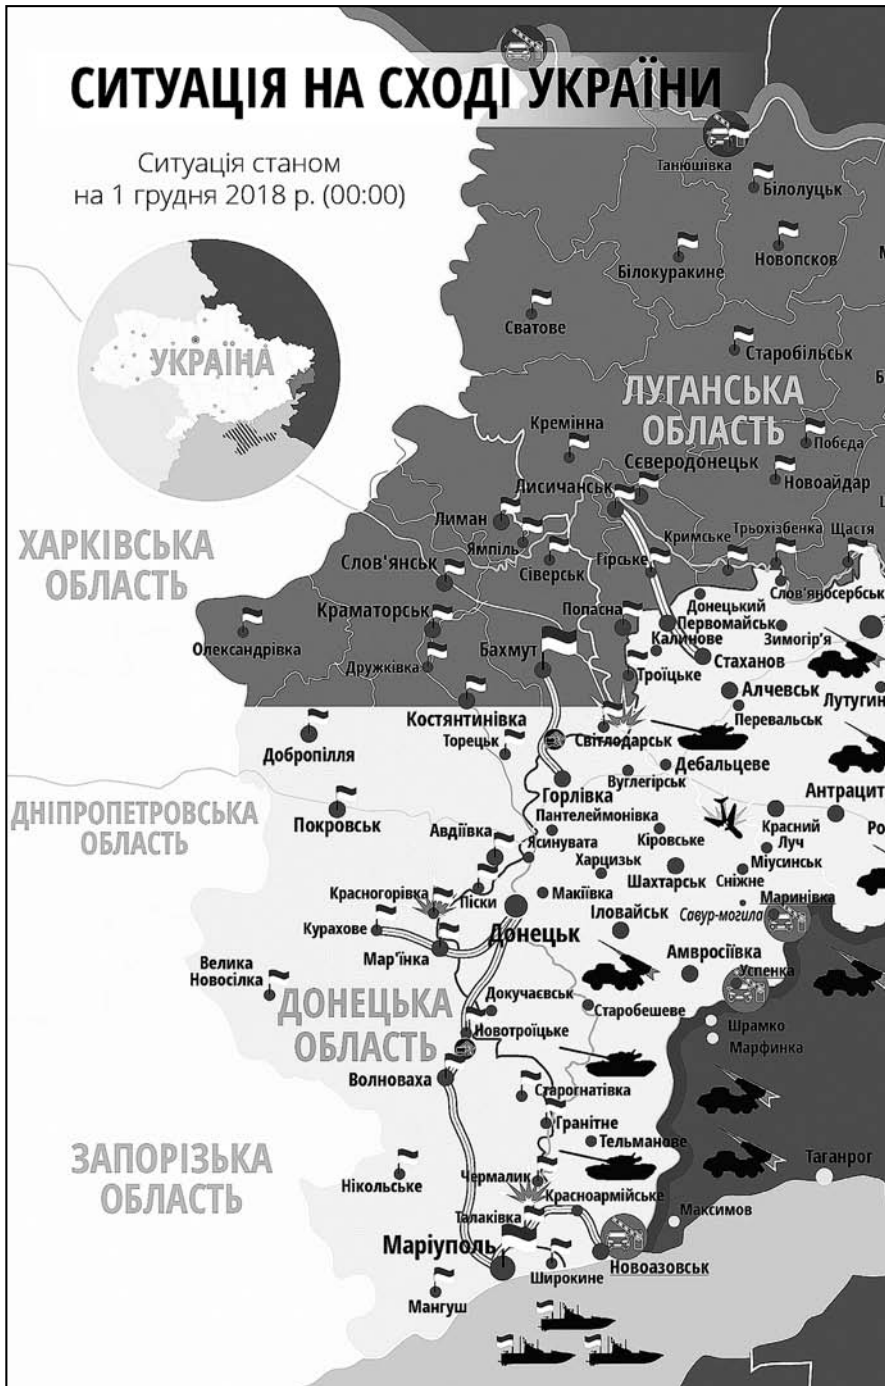 СИТУАЦІЯ НА СХОДІ УКРАЇНИ
Ситуація станом
на 1 грудня 2018 р. (00:00)
Танюшівка
Білолуцьк
Новопсков
Білокуракине
УКРАЇНА
Сватове
Старобільськ
ЛУГАНСЬКА
ОБЛАСТЬ
Кремінна
Побєда
Сєверодонецьк
Лисичанськ
Новоайдар
Лиман
Ямпіль
Кримське
Трьохізбенка
Щастя
ХАРКІВСЬКА
ОБЛАСТЬ
Слов'янськ
Сіверськ
Гірське
Слов'яносербськ
Краматорськ
Попасна
Донецький
Первомайськ
Зимогір'я
Олександрівка
Дружківка
Бахмут
Калинове
Стаханов
Троїцьке
Алчевськ
Лутугин
Перевальськ
Костянтинівка
Торецьк
Світлодарськ
Добропілля
Дебальцеве
Вуглегірськ
Горлівка
Антрацит
ДНІПРОПЕТРОВСЬКА
ОБЛАСТЬ
Покровськ
Пантелеймонівка
Авдіївка
Кіровське
Красний
Луч
Ро
Ясинувата
Харцизьк
Міусинськ
Шахтарськ
Сніжне
Красногорівка
Піски
Макіївка
Маринівка
Савур-могила
Курахове
Іловайськ
Донецьк
Мар'їнка
Амвросіївка
Велика
Новосілка
Успенка
ДОНЕЦЬКА
ОБЛАСТЬ
Докучаєвськ
Старобешеве
Новотроїцьке
Шрамко
Марфинка
Волноваха
Старогнатівка
Гранітне
Тельманове
ЗАПОРІЗЬКА
ОБЛАСТЬ
Таганрог
Чермалик
Нікольське
Красноармійське
Талаківка
Максимов
Маріуполь
Широкине
Новоазовськ
Мангуш